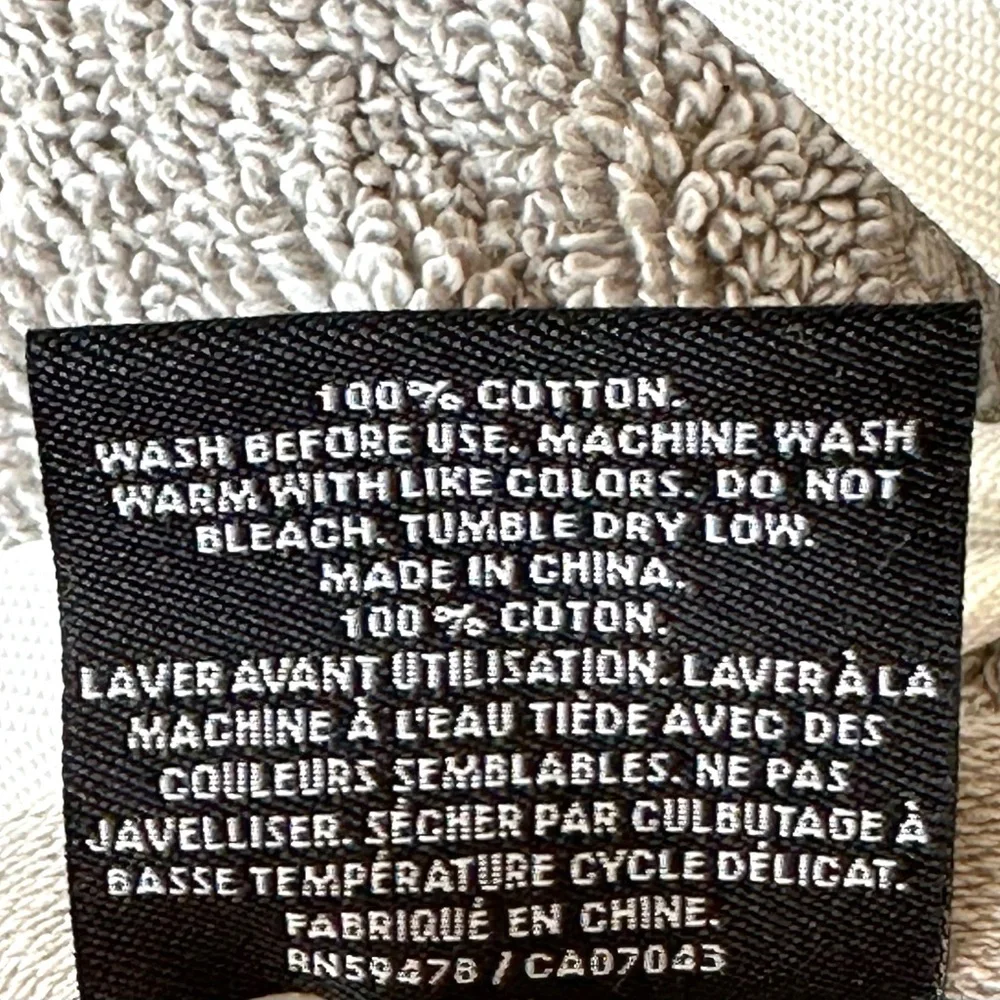 100% COTTON.
WASH BEFORE USE. MACHINE WASH
WARM WITH LIKE COLORS. DO NOT
BLEACH. TUMBLE DRY LOW.
MADE IN CHINA.
100% COTON.
LAVER AVANT UTILISATION. LAVER À LA
MACHINE À L'EAU TIÈDE AVEC DES
COULEURS SEMBLABLES. NE PAS
JAVELLISER. SÉCHER PAR CULBUTAGE À
BASSE TEMPÉRATURE CYCLE DÉLICAT.
FABRIQUÉ EN CHINE.
RN59478 / CA07043